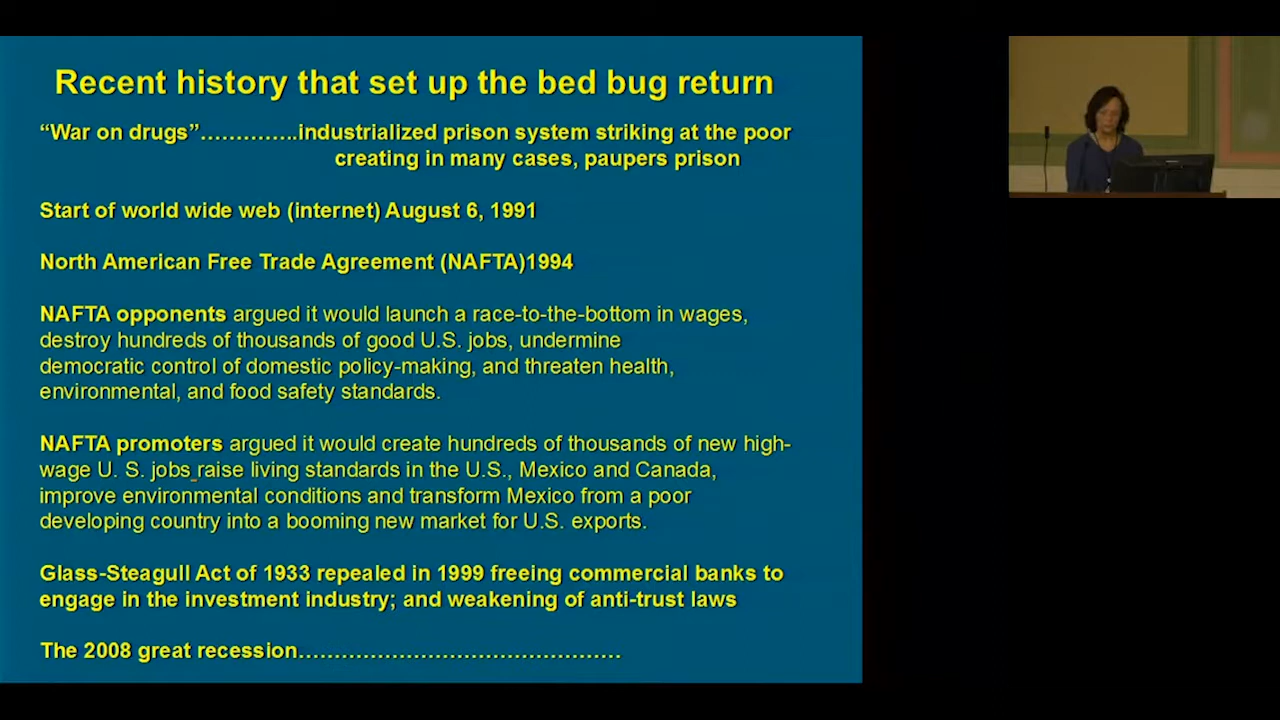 Recent history that set up the bed bug return
“War on drugs”…………..industrialized prison system striking at the poor
creating in many cases, paupers prison
Start of world wide web (internet) August 6, 1991
North American Free Trade Agreement (NAFTA)1994
NAFTA opponents argued it would launch a race-to-the-bottom in wages,
destroy hundreds of thousands of good U.S. jobs, undermine
democratic control of domestic policy-making, and threaten health,
environmental, and food safety standards.
NAFTA promoters argued it would create hundreds of thousands of new high-
wage U. S. jobs raise living standards in the U.S., Mexico and Canada,
improve environmental conditions and transform Mexico from a poor
developing country into a booming new market for U.S. exports.
Glass-Steagull Act of 1933 repealed in 1999 freeing commercial banks to
engage in the investment industry; and weakening of anti-trust laws
The 2008 great recession………………………………………